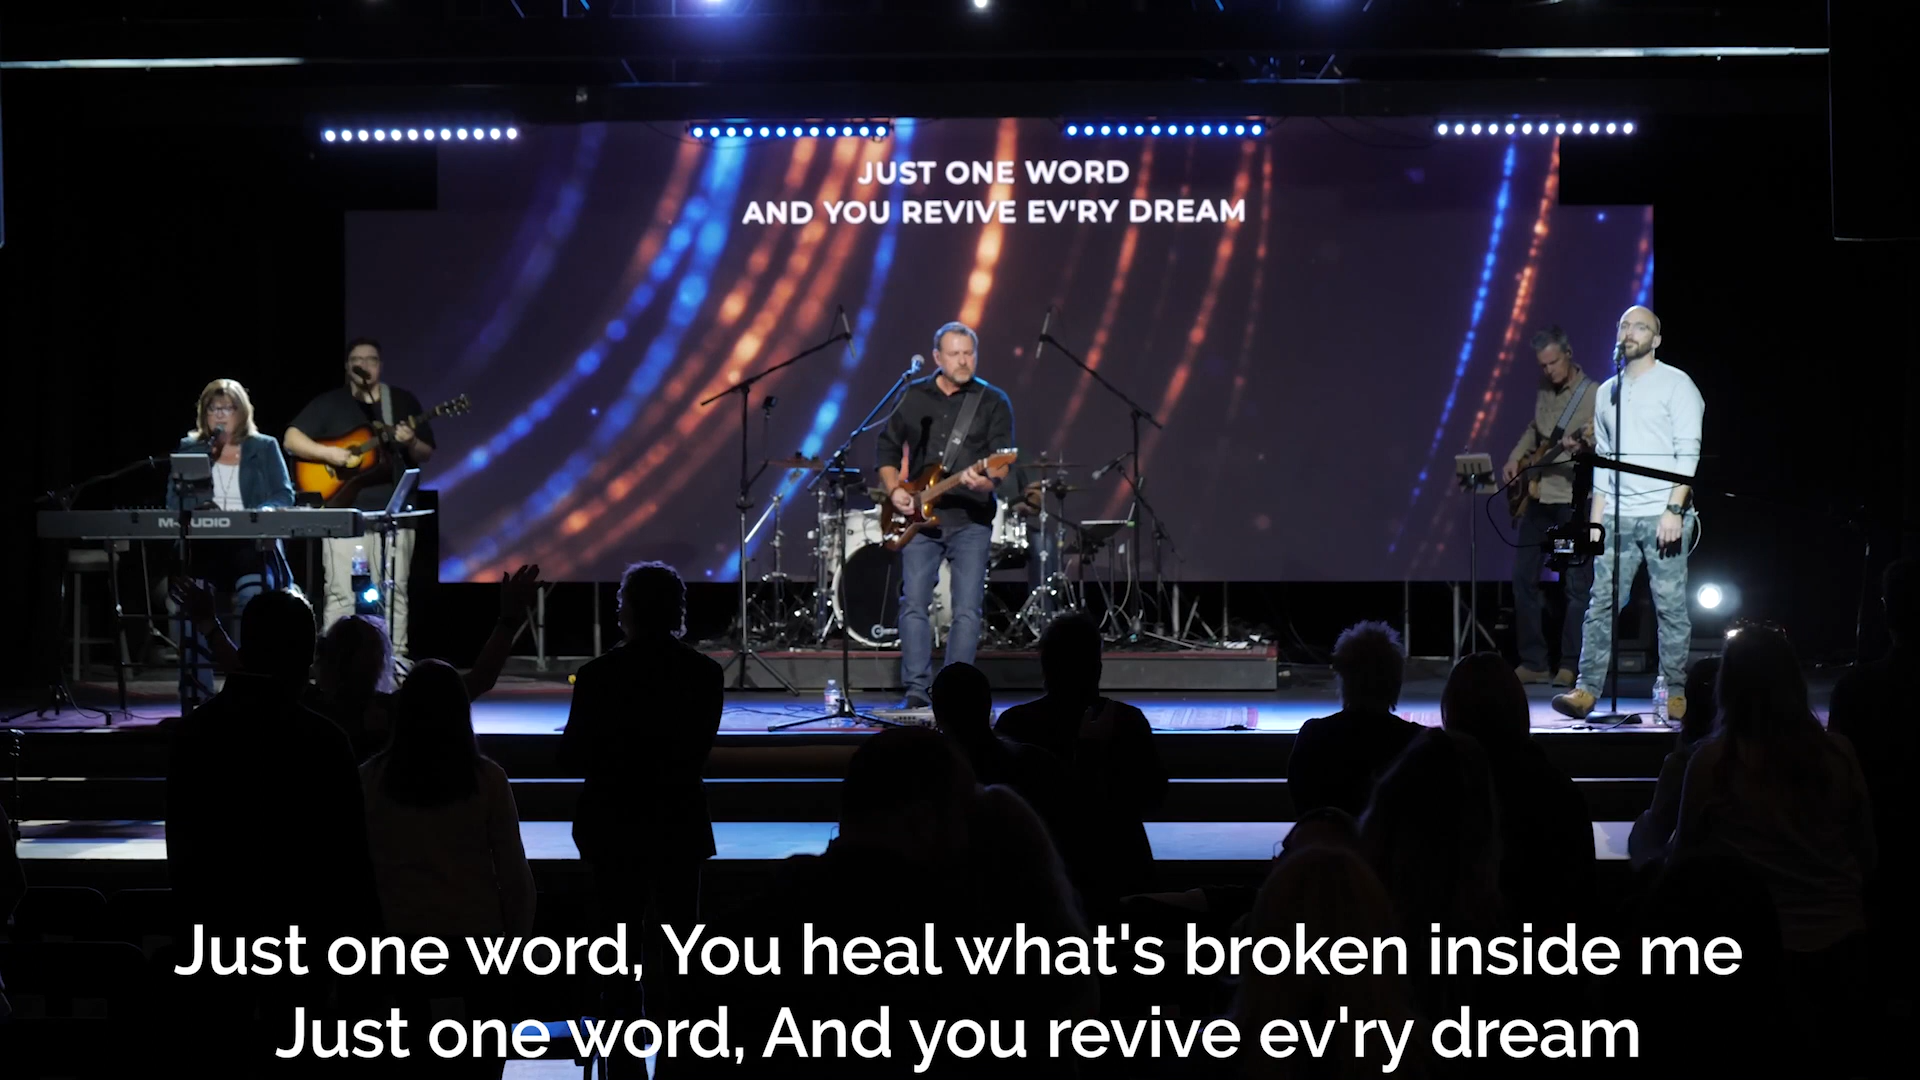 JUST ONE WORD
AND YOU REVIVE EV'RY DREAM
M-AUDIO
Just one word, You heal what's broken inside me
Just one word, And you revive ev'ry dream